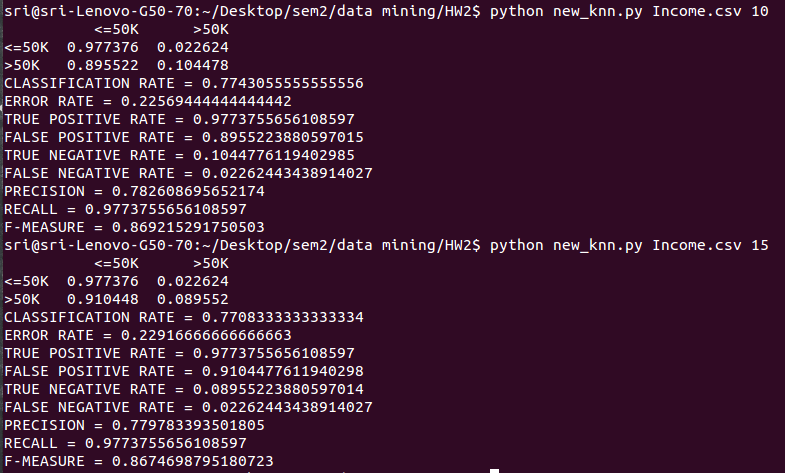 sri@sri-Lenovo-G50-70:~/Desktop/sem2/data mining/HW2$ python new_knn.py Income.csv 10
<=50K >50K
<=50K 0.977376 0.022624
>50K 0.895522 0.104478
CLASSIFICATION RATE = 0.7743055555555556
ERROR RATE = 0.22569444444444442
TRUE POSITIVE RATE = 0.9773755656108597
FALSE POSITIVE RATE = 0.8955223880597015
TRUE NEGATIVE RATE = 0.1044776119402985
FALSE NEGATIVE RATE = 0.02262443438914027
PRECISION = 0.782608695652174
RECALL = 0.9773755656108597
F-MEASURE = 0.869215291750503
sri@sri-Lenovo-G50-70:~/Desktop/sem2/data mining/HW2$ python new_knn.py Income.csv 15
<=50K >50K
<=50K 0.977376 0.022624
>50K 0.910448 0.089552
CLASSIFICATION RATE = 0.7708333333333334
ERROR RATE = 0.22916666666666663
TRUE POSITIVE RATE = 0.9773755656108597
FALSE POSITIVE RATE = 0.9104477611940298
TRUE NEGATIVE RATE = 0.08955223880597014
FALSE NEGATIVE RATE = 0.02262443438914027
PRECISION = 0.779783393501805
RECALL = 0.9773755656108597
F-MEASURE = 0.8674698795180723